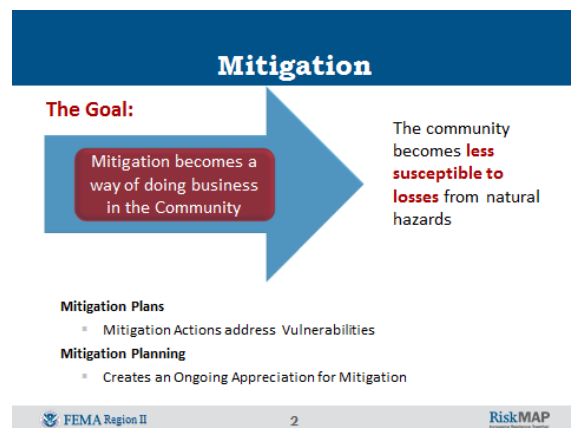 Mitigation
The Goal:
Mitigation becomes a
way of doing business
in the Community
The community
becomes less
susceptible to
losses from natural
hazards
Mitigation Plans
Mitigation Actions address Vulnerabilities
Mitigation Planning
Creates an Ongoing Appreciation for Mitigation
FEMA Region II
2
RiskMAP